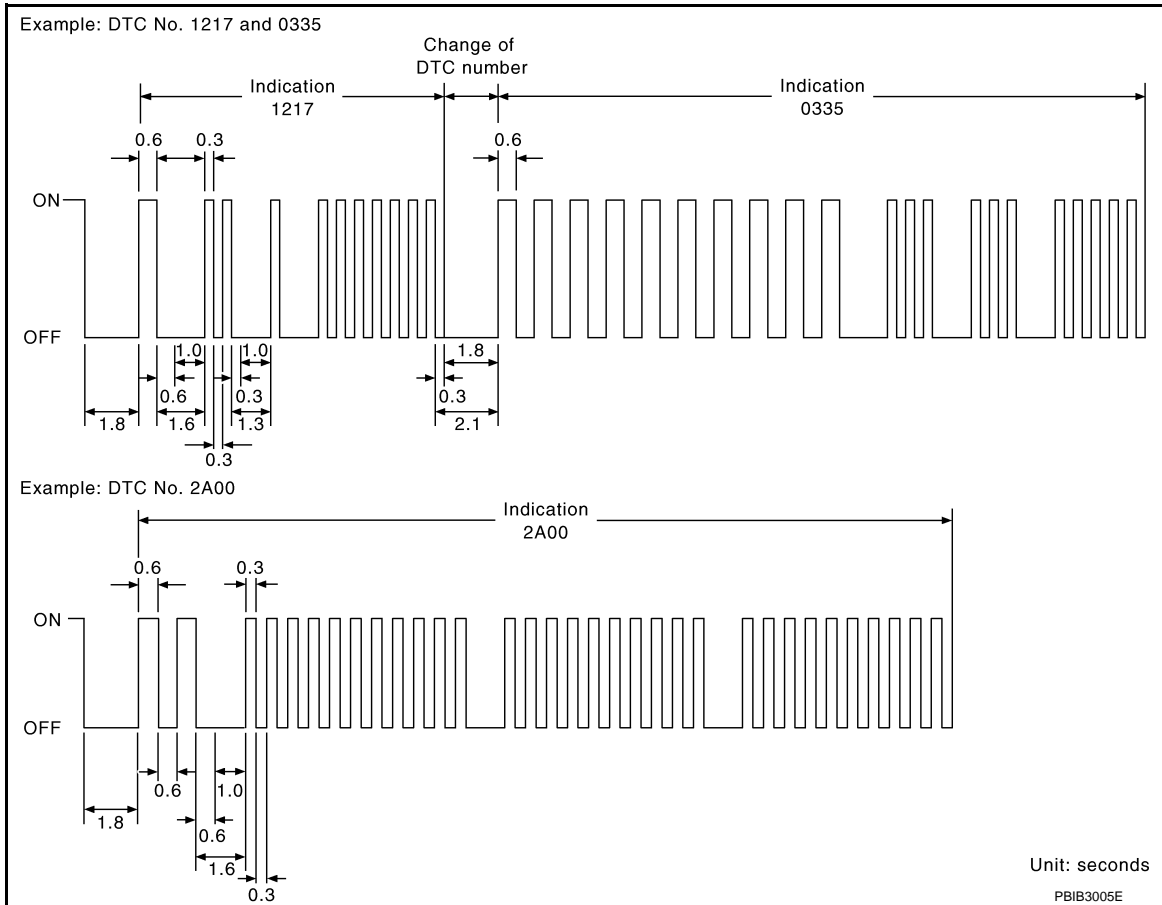 Example: DTC No. 1217 and 0335
Change of
DTC number
Indication
1217
Indication
0335
0.6
0.3
0.6
ON
OFF
1.0
1.0
1.8
0.6
0.3
0.3
1.8
1.6
1.3
2.1
0.3
Example: DTC No. 2A00
Indication
2A00
0.6
0.3
ON
OFF
0.6
1.0
1.8
0.6
1.6
0.3
Unit: seconds
PBIB3005E